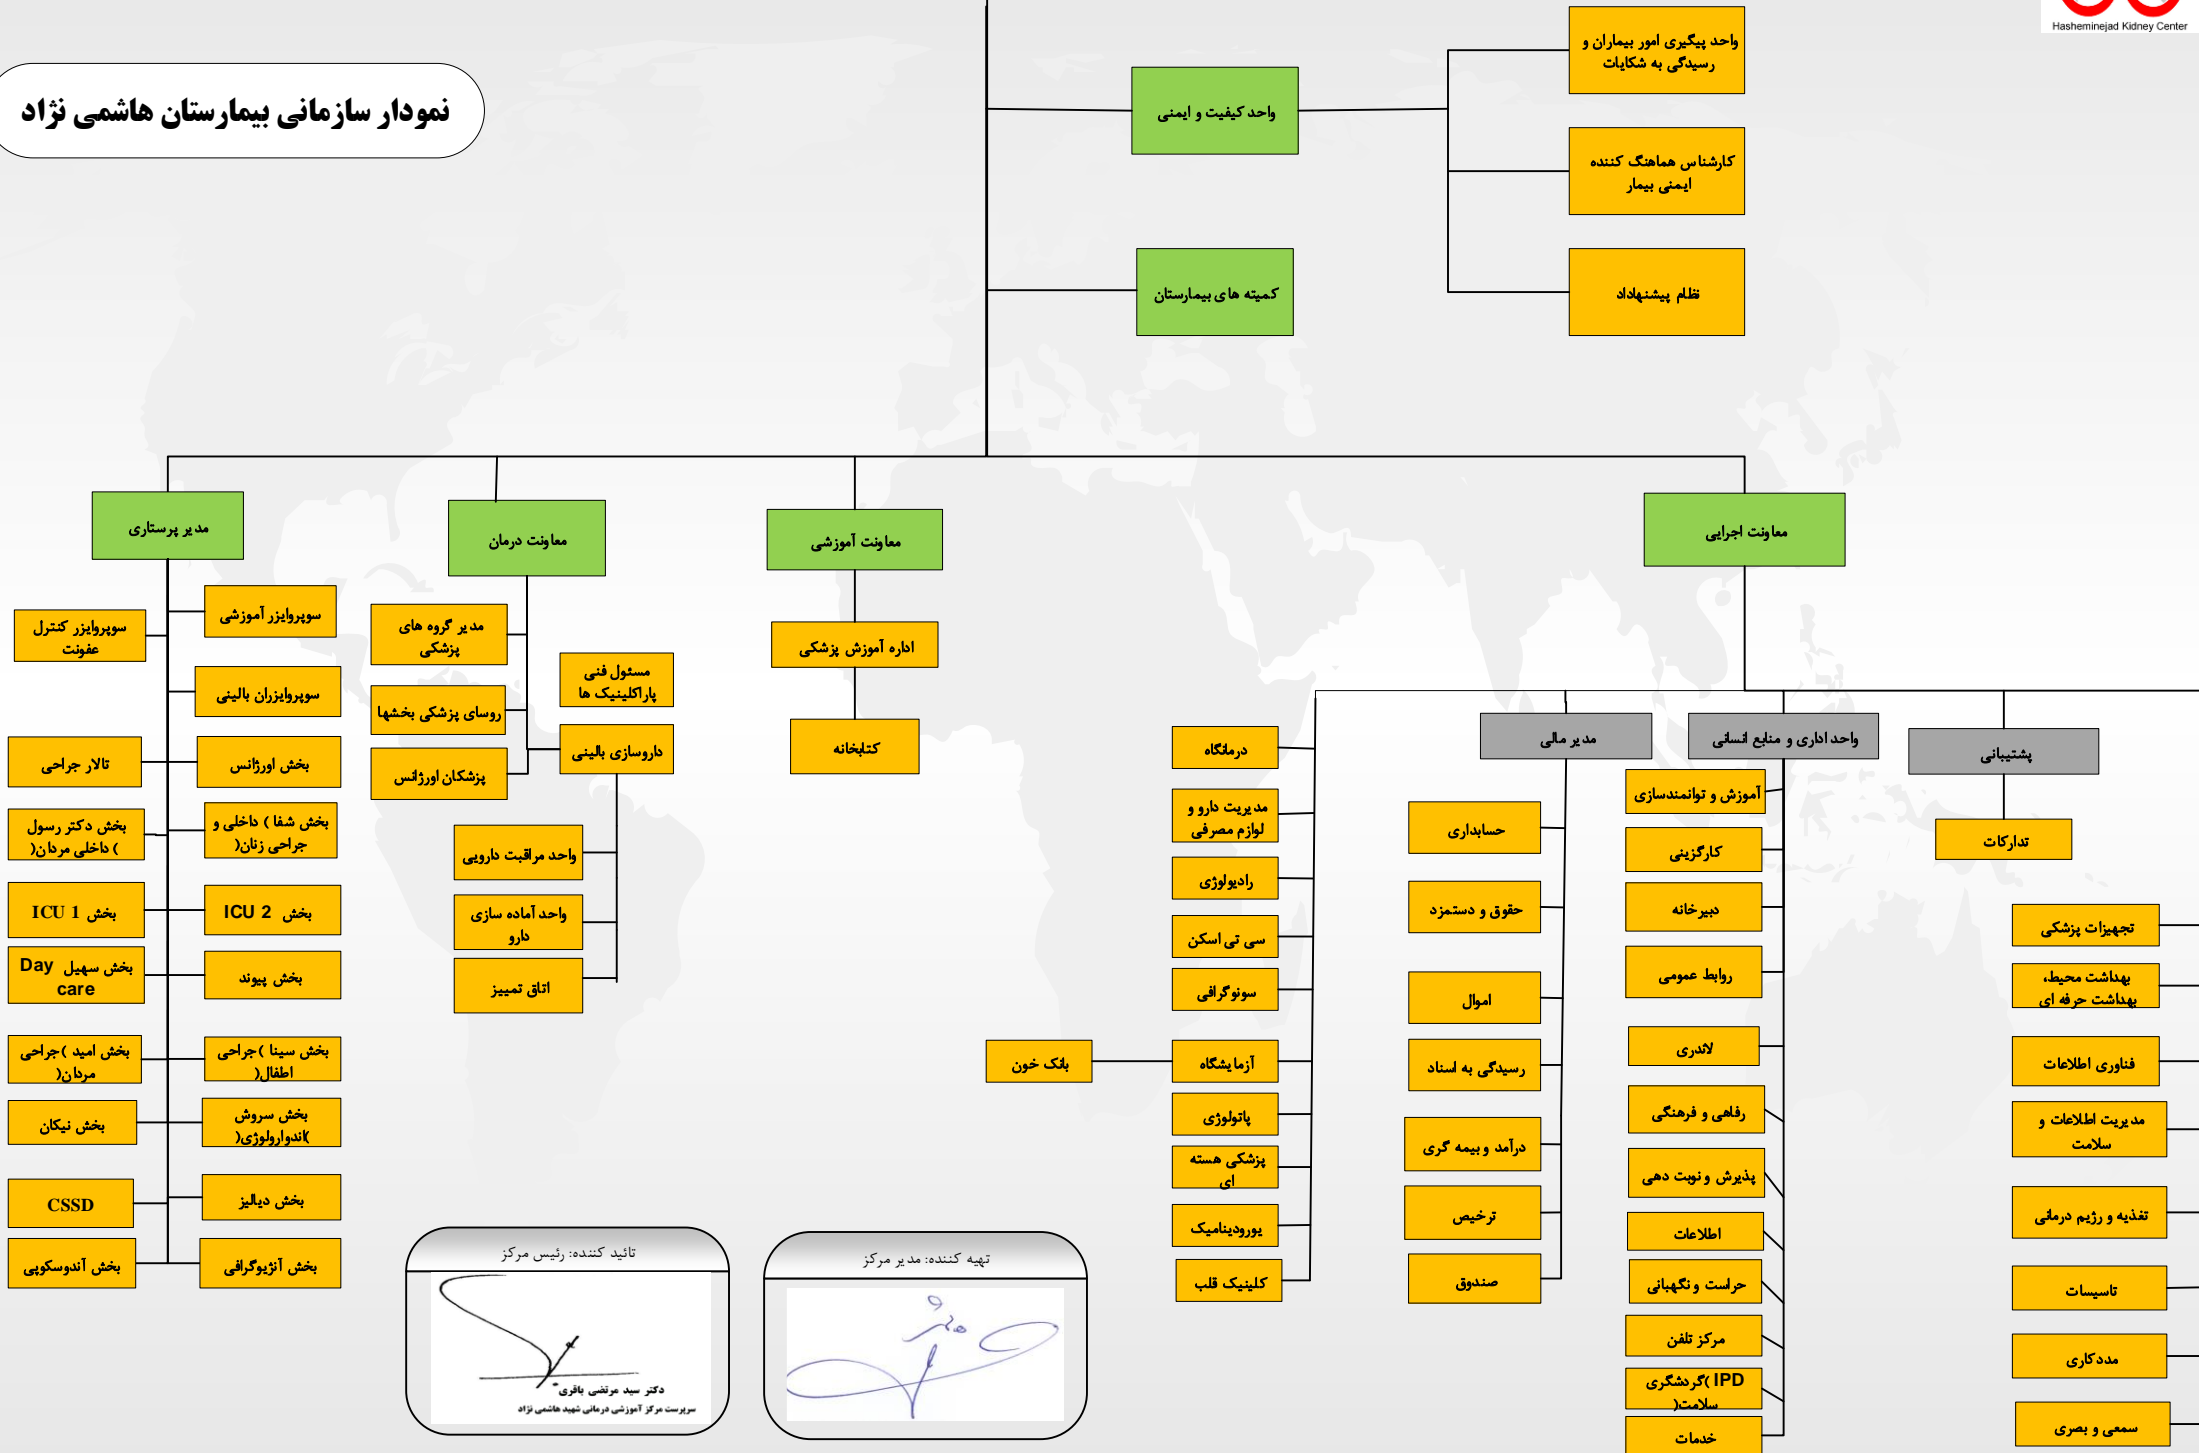 Hasheminejad Kidney Center
نمودار سازمانی بیمارستان هاشمی نژاد
واحد کیفیت و ایمنی
واحد پیگیری امور بیماران و
رسیدگی به شکایات
کارشناس هماهنگ کننده
ایمنی بیمار
نظام پیشنهاداد
کمیته های بیمارستان
معاونت اجرایی
معاونت آموزشی
معاونت درمان
مدیر پرستاری
سوپروایزر آموزشی
سوپروایزر کنترل
عفونت
سوپروایزران بالینی
بخش اورژانس
تالار جراحی
بخش شفا ) داخلی و
جراحی زنان(
بخش دکتر رسول
) داخلی مردان(
بخش ICU 2
بخش ICU 1
بخش پیوند
بخش سهیل Day
care
بخش سینا )جراحی
اطفال(
بخش امید )جراحی
مردان(
بخش سروش
)اندوارولوژی(
بخش نیکان
بخش دیالیز
CSSD
بخش آنژیوگرافی
بخش آندوسکوپی
مدیر گروه های
پزشکی
مسئول فنی
پاراکلینیک ها
روسای پزشکی بخشها
داروسازی بالینی
پزشکان اورژانس
واحد مراقبت دارویی
واحد آماده سازی
دارو
اتاق تمییز
اداره آموزش پزشکی
کتابخانه
پشتیبانی
واحد اداری و منابع انسانی
مدیر مالی
درمانگاه
مدیریت دارو و
لوازم مصرفی
رادیولوژی
سی تی اسکن
سونوگرافی
آزمایشگاه
بانک خون
پاتولوژی
پزشکی هسته
ای
یورودینامیک
کلینیک قلب
حسابداری
حقوق و دستمزد
اموال
رسیدگی به اسناد
درآمد و بیمه گری
ترخیص
صندوق
آموزش و توانمندسازی
کارگزینی
دبیرخانه
روابط عمومی
لاندری
رفاهی و فرهنگی
پذیرش و نوبت دهی
اطلاعات
حراست و نگهبانی
مرکز تلفن
IPD )گردشگری
سلامت(
خدمات
تدارکات
تجهیزات پزشکی
بهداشت محیط،
بهداشت حرفه ای
فناوری اطلاعات
مدیریت اطلاعات و
سلامت
تغذیه و رژیم درمانی
تاسیسات
مددکاری
سمعی و بصری
تهیه کننده: مدیر مرکز
تائید کننده: رئیس مرکز
دکتر سید مرتضی باقری
سرپرست مرکز آموزشی درمانی شهید هاشمی نژاد